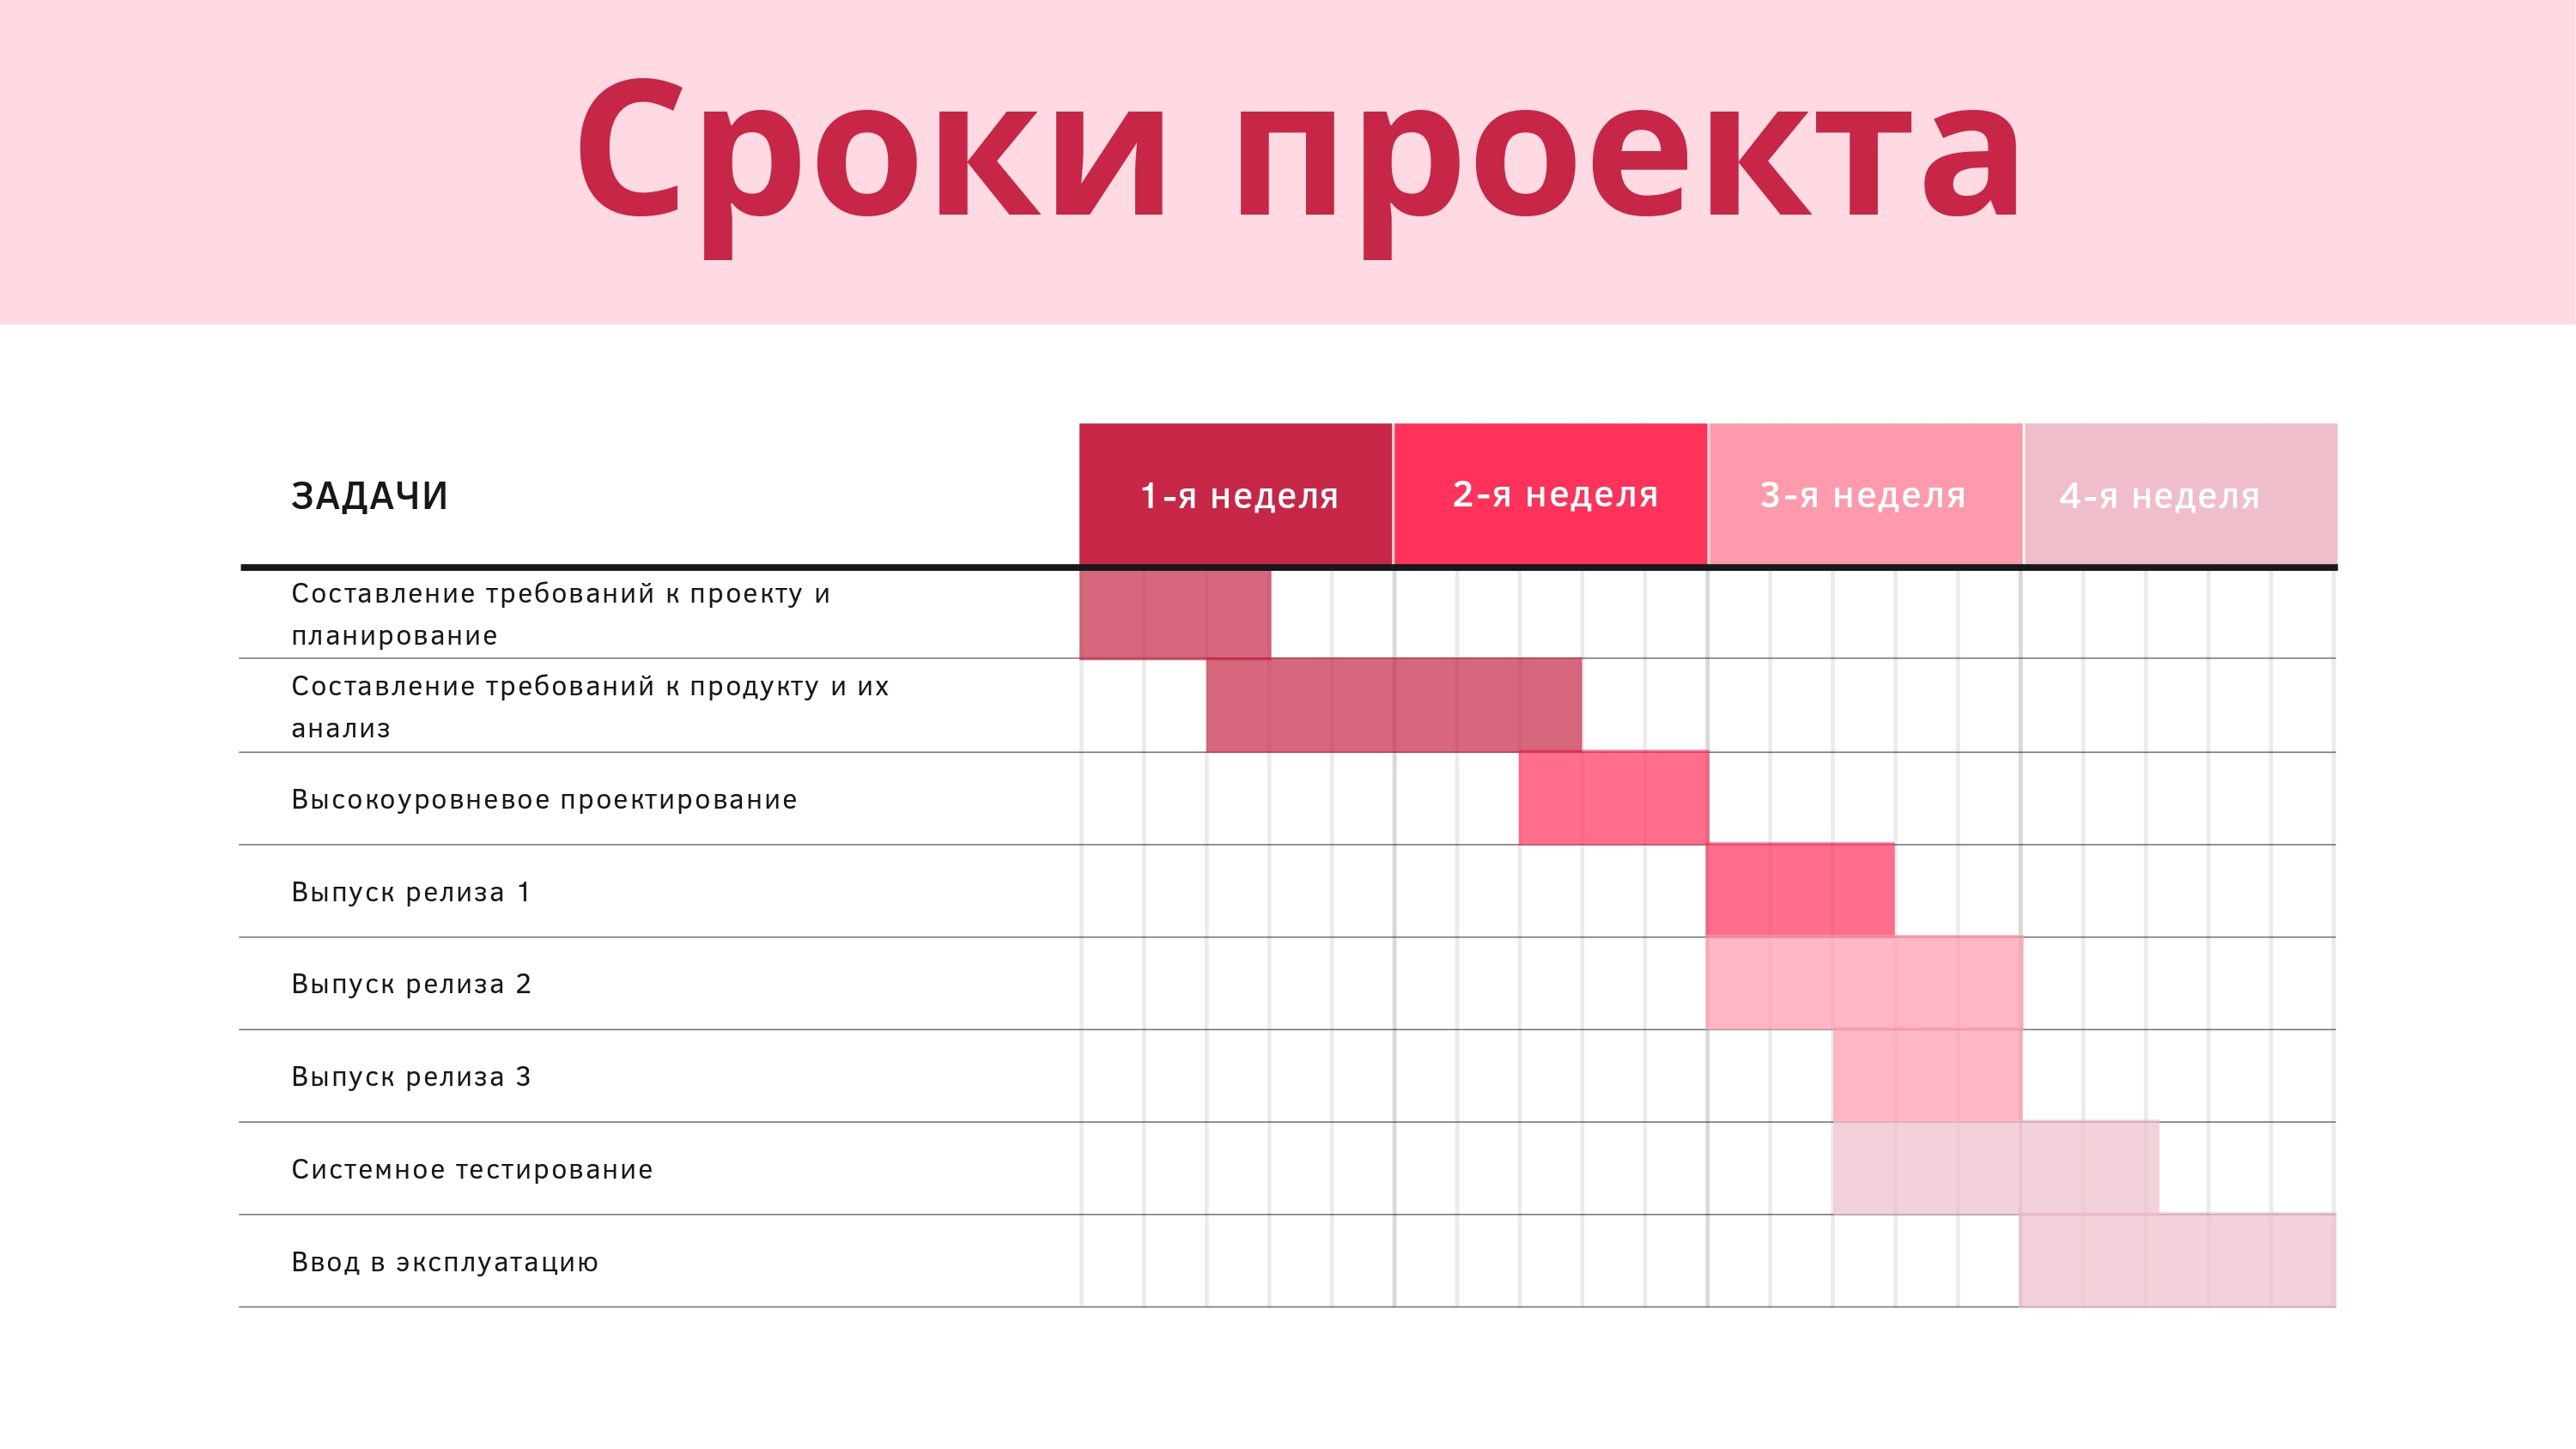 Сроки проекта
ЗАДАЧИ
1-я неделя
2-я неделя
3-я неделя
4-я неделя
Составление требований к проекту и
планирование
Составление требований к продукту и их
анализ
Высокоуровневое проектирование
Выпуск релиза 1
Выпуск релиза 2
Выпуск релиза 3
Системное тестирование
Ввод в эксплуатацию